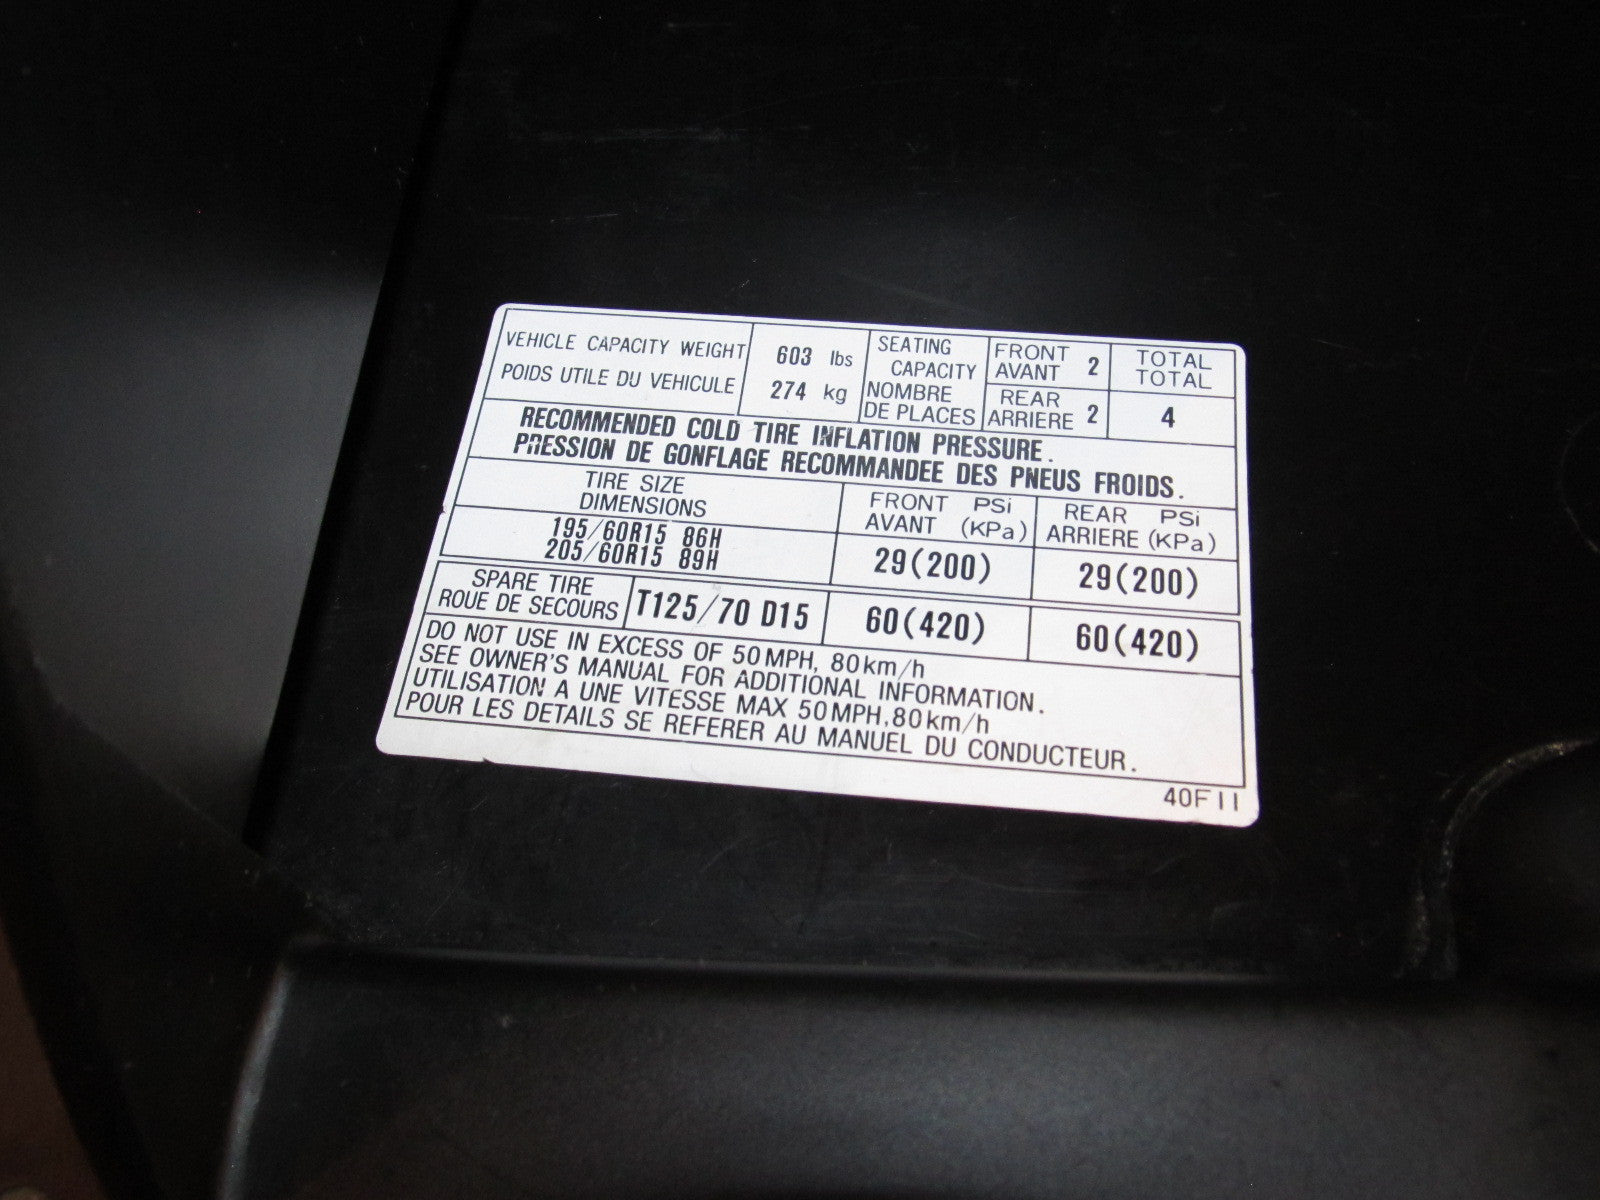 VEHICLE CAPACITY WEIGHT 603 lbs
POIDS UTILE DU VEHICULE 274 kg
SEATING
CAPACITY
NOMBRE
DE PLACES
FRONT
AVANT 2
REAR
ARRIERE 2
TOTAL
TOTAL
4
RECOMMENDED COLD TIRE INFLATION PRESSURE.
PRESSION DE GONFLAGE RECOMMANDEE DES PNEUS FROIDS.
TIRE SIZE
DIMENSIONS
FRONT PSi
AVANT (KPa)
REAR PSi
ARRIERE (KPa)
195/60R15 86H
205/60R15 89H
29(200)
29(200)
SPARE TIRE
ROUE DE SECOURS
T125/70 D15
60(420)
60(420)
DO NOT USE IN EXCESS OF 50MPH, 80km/h
SEE OWNER'S MANUAL FOR ADDITIONAL INFORMATION.
UTILISATION A UNE VITESSE MAX 50MPH,80km/h
POUR LES DETAILS SE REFERER AU MANUEL DU CONDUCTEUR.
40F11